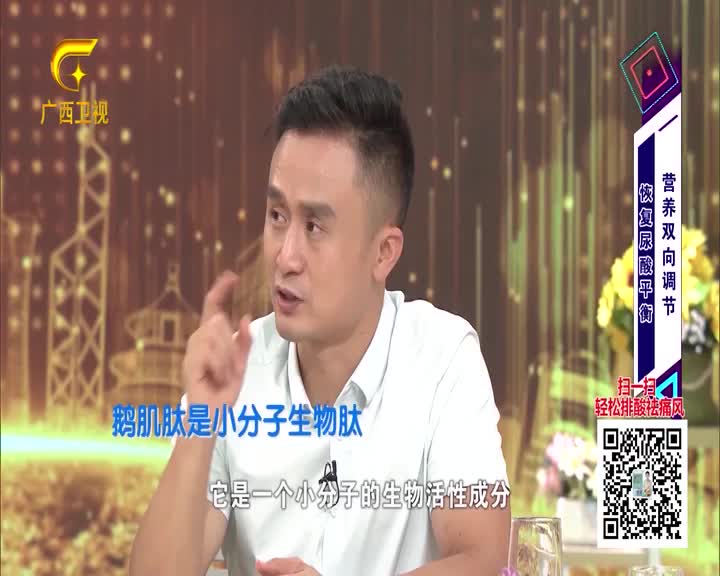 广西卫视
营养双向调节
恢复尿酸平衡
扫一扫
轻松排酸祛痛风
鹅肌肽是小分子生物肽
它是一个小分子的生物活性成分